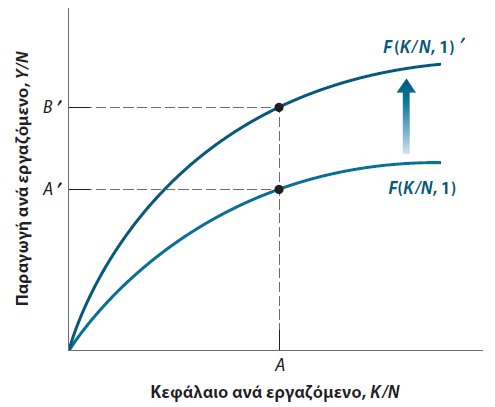 F(K/N, 1) ′
Παραγωγή ανά εργαζόμενο, Y/N
B ′
A ′
F(K/N, 1)
A
Κεφάλαιο ανά εργαζόμενο, K/N